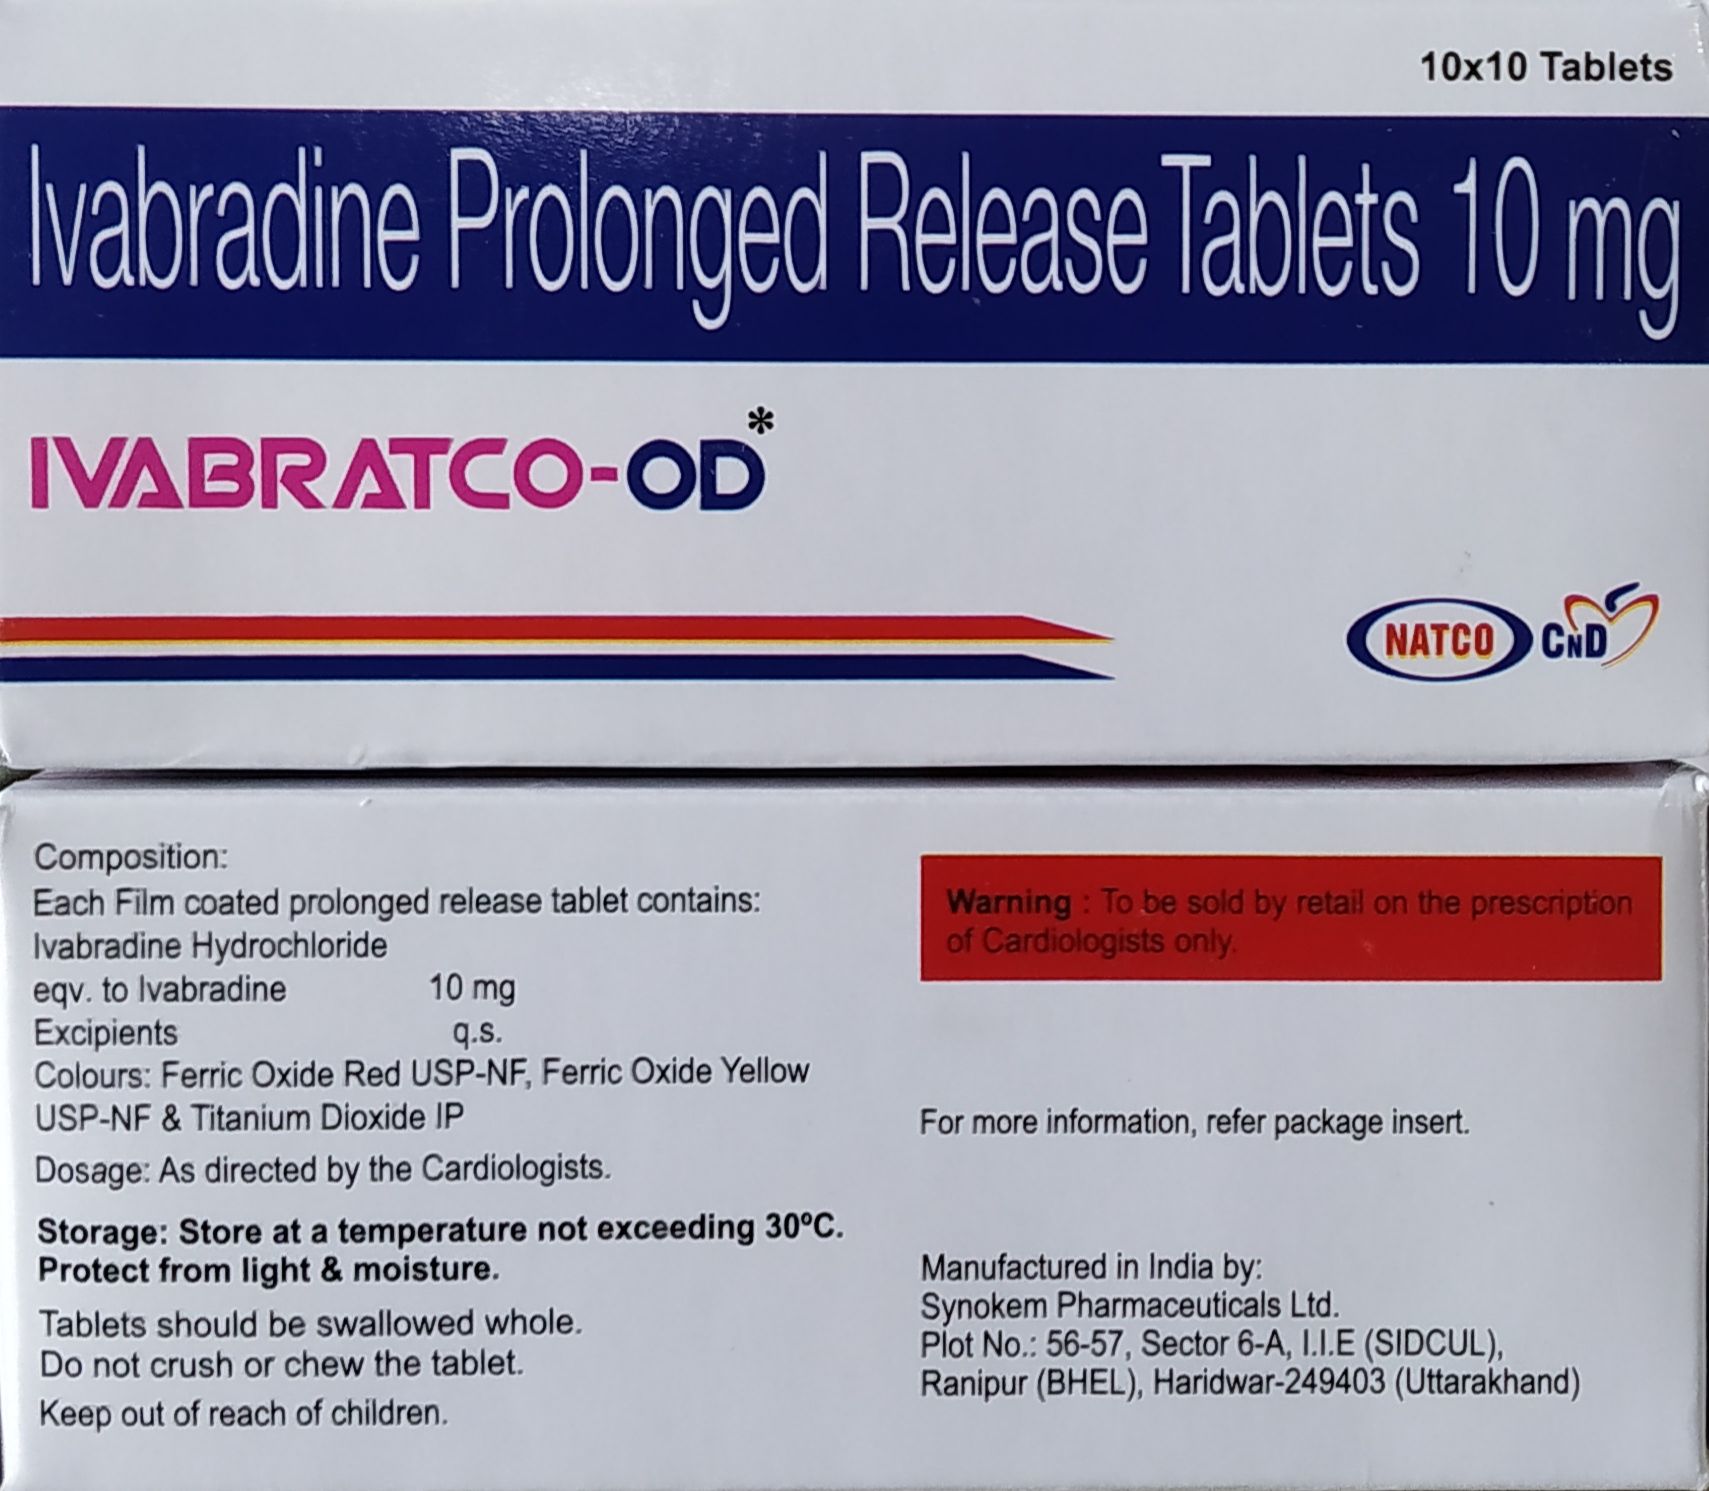 10x10 Tablets
Ivabradine Prolonged Release Tablets 10 mg
IVABRATCO-OD*
NATCO CND
Composition:
Each Film coated prolonged release tablet contains:
Ivabradine Hydrochloride
eqv. to Ivabradine 10 mg
Excipients q.s.
Colours: Ferric Oxide Red USP-NF, Ferric Oxide Yellow
USP-NF & Titanium Dioxide IP
Dosage: As directed by the Cardiologists.
Storage: Store at a temperature not exceeding 30ºC.
Protect from light & moisture.
Tablets should be swallowed whole.
Do not crush or chew the tablet.
Keep out of reach of children.
Warning : To be sold by retail on the prescription
of Cardiologists only.
For more information, refer package insert.
Manufactured in India by:
Synokem Pharmaceuticals Ltd.
Plot No.: 56-57, Sector 6-A, I.I.E (SIDCUL),
Ranipur (BHEL), Haridwar-249403 (Uttarakhand)